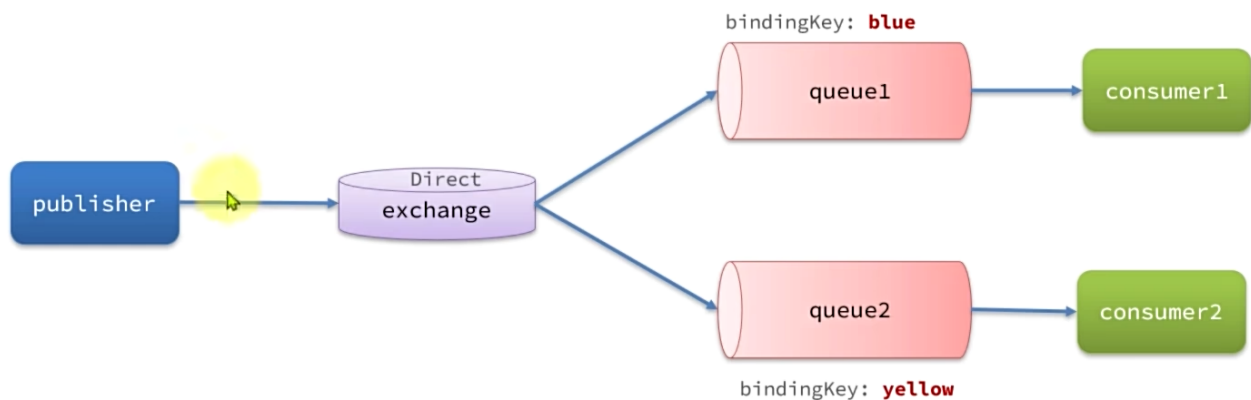 bindingKey: blue
queue1
consumer1
publisher
Direct
exchange
queue2
consumer2
bindingKey: yellow